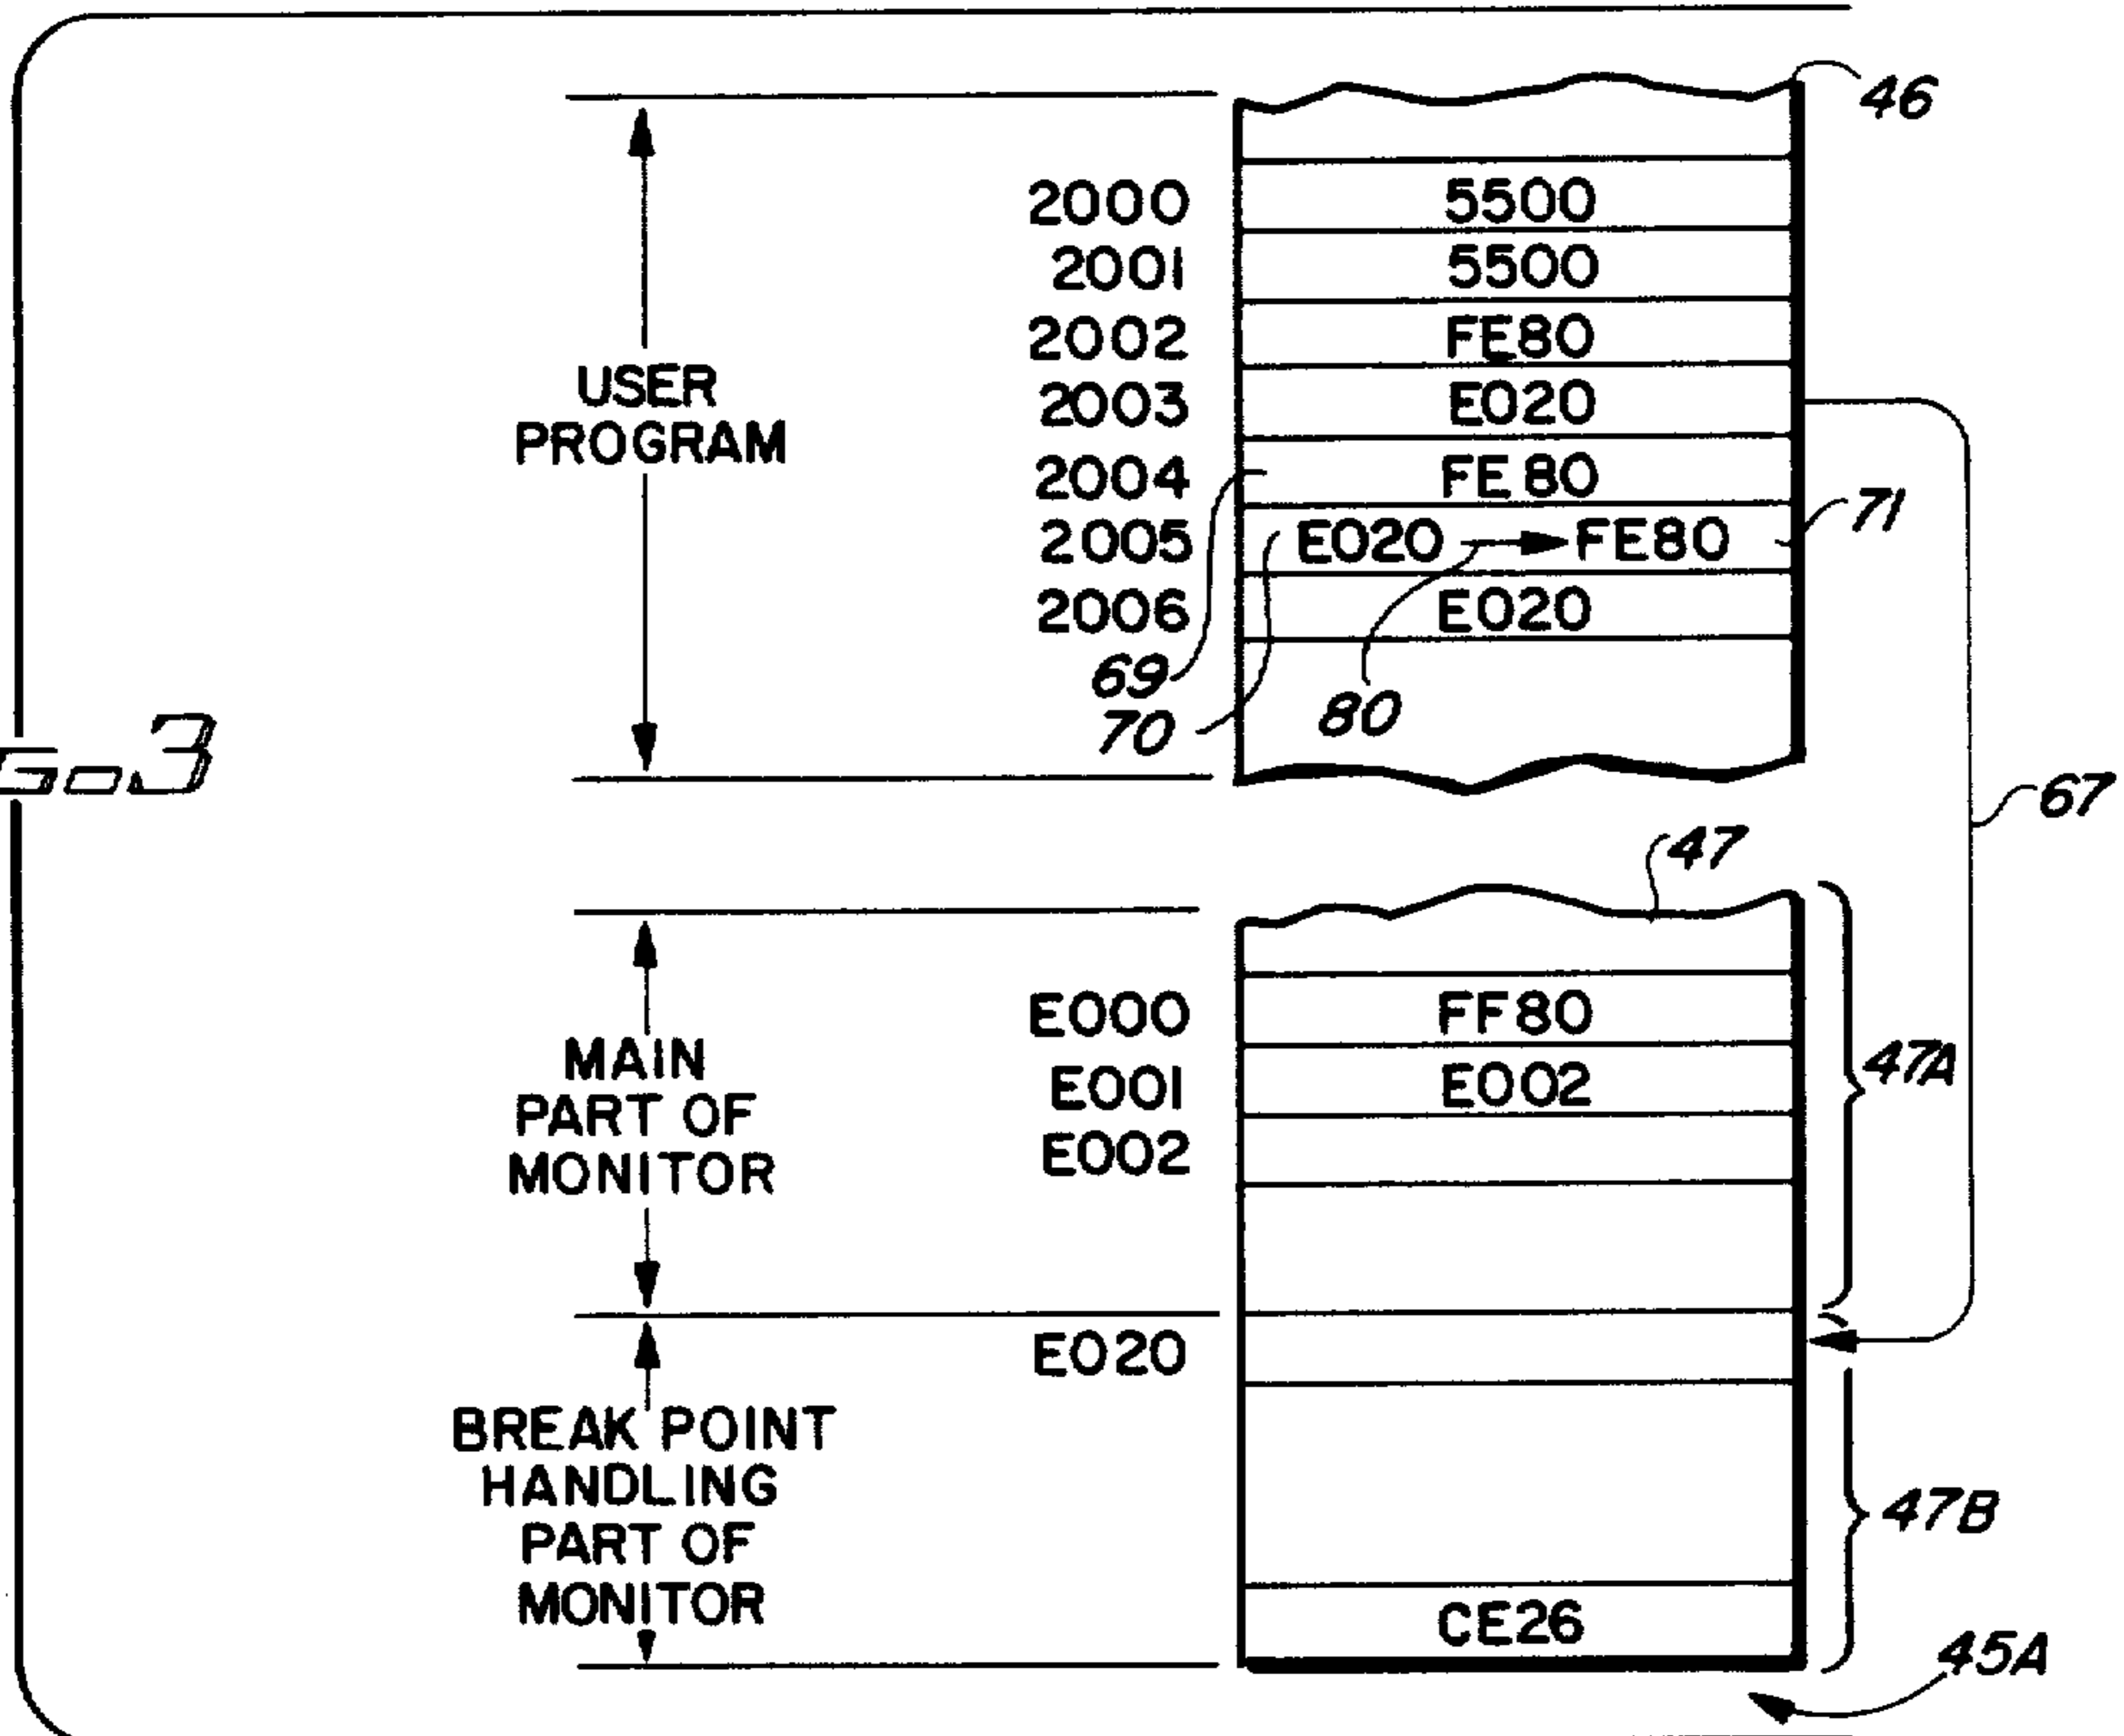 46
2000 5500
2001 5500
2002 FE80
USER
PROGRAM
2003 E020
2004 FE80
71
2005 E020 FE80
2006 E020
69
70
80
3
67
47
E000 FF80
MAIN
PART OF
MONITOR
E001 E002
47A
E002
E020
BREAK POINT
HANDLING
PART OF
MONITOR
47B
CE26
45A